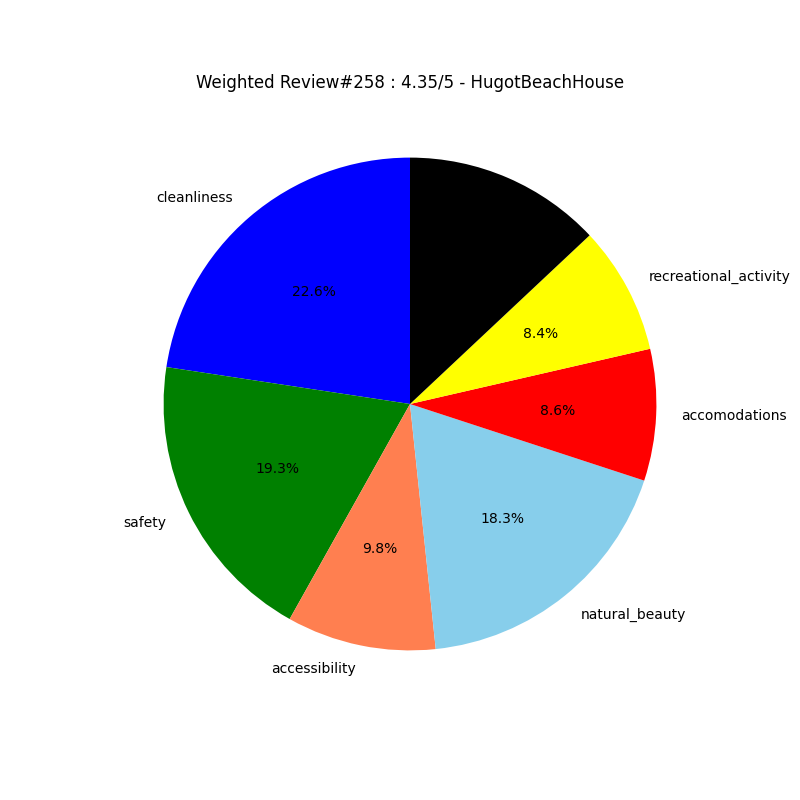 Weighted Review#258 : 4.35/5 - HugotBeachHouse
cleanliness
22.6%
recreational_activity
8.4%
accomodations
8.6%
safety
19.3%
natural_beauty
18.3%
accessibility
9.8%